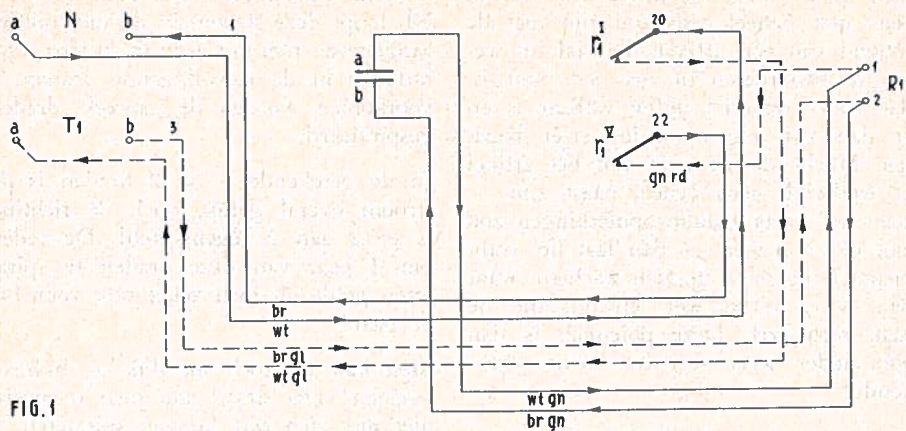 a N b 1
a
b
I
r1 20
1 R1
2
a T1 b 3
V
r1 22
gn rd
br
wt
br gl
wt gl
wt gn
br gn
FIG.1